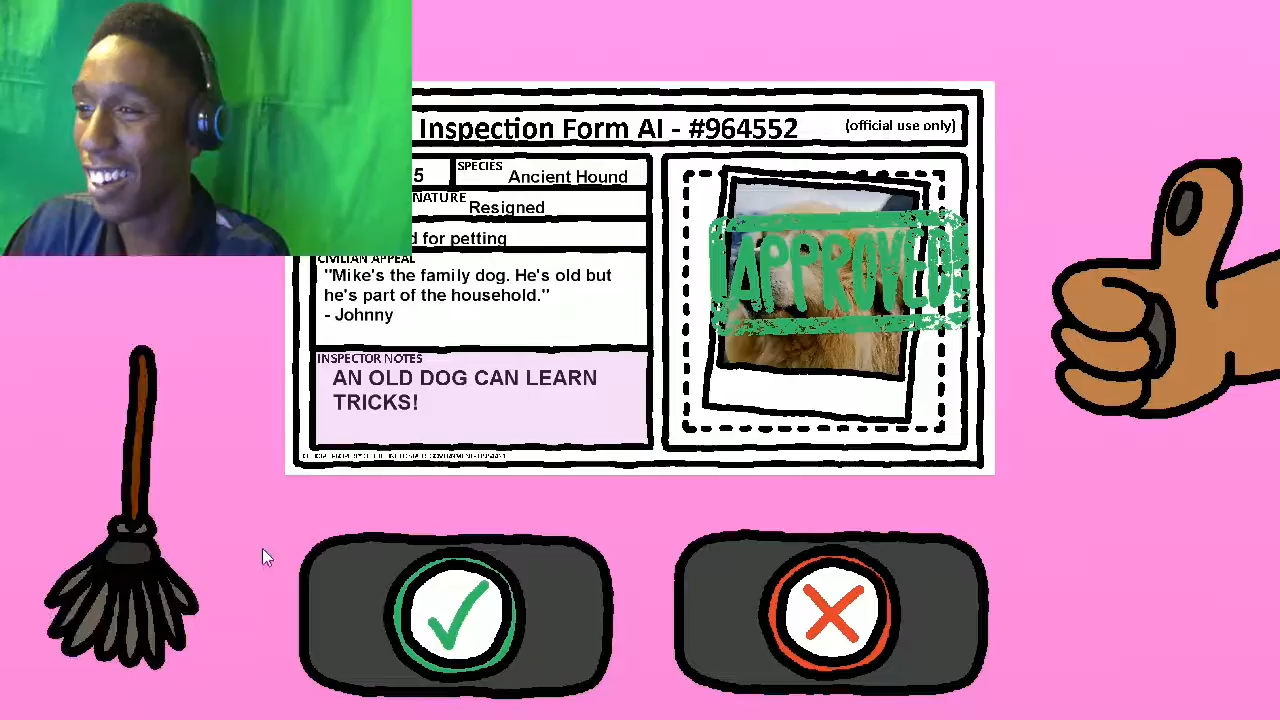 Inspection Form AI - #964552
(official use only)
5
SPECIES
Ancient Hound
NATURE
Resigned
d for petting
CIVILIAN APPEAL
"Mike's the family dog. He's old but
he's part of the household."
- Johnny
INSPECTOR NOTES
AN OLD DOG CAN LEARN
TRICKS!
APPROVED!